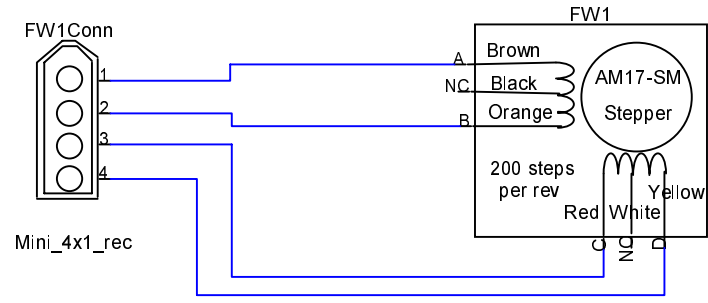 FW1Conn
1
2
3
4
Mini_4x1_rec
FW1
A
Brown
NC
Black
B
Orange
AM17-SM
Stepper
200 steps
per rev
Red
White
Yellow
C
NC
D